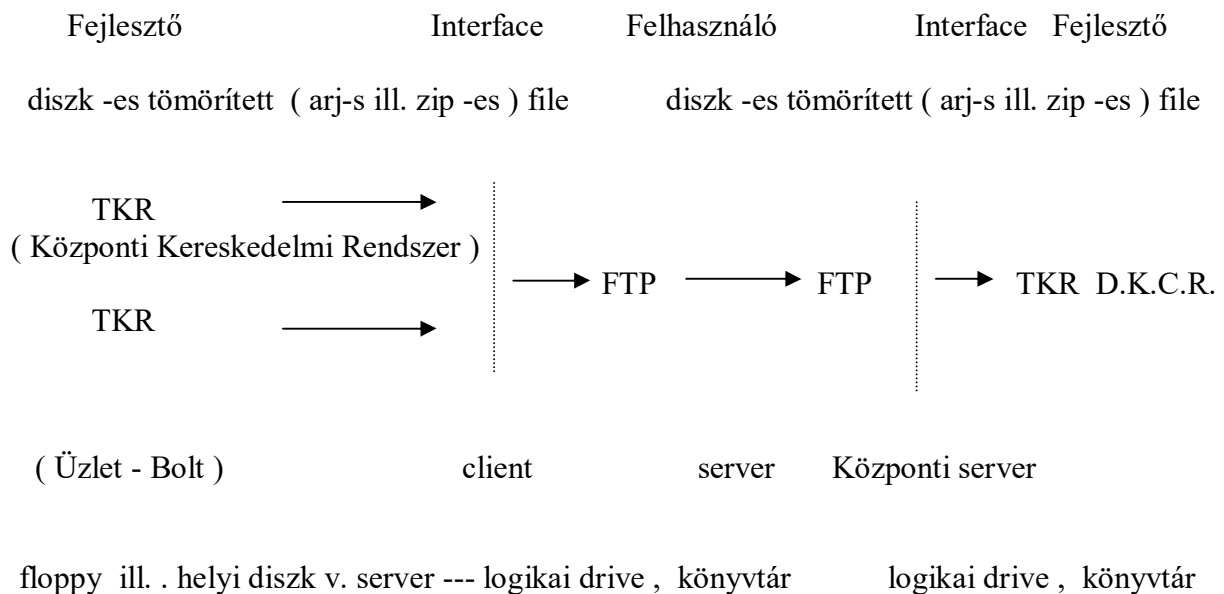 Fejlesztő Interface Felhasználó Interface Fejlesztő
diszk -es tömörített ( arj-s ill. zip -es ) file diszk -es tömörített ( arj-s ill. zip -es ) file
TKR
( Központi Kereskedelmi Rendszer )
FTP FTP TKR D.K.C.R.
TKR
( Üzlet - Bolt ) client server Központi server
floppy ill. . helyi diszk v. server --- logikai drive , könyvtár logikai drive , könyvtár